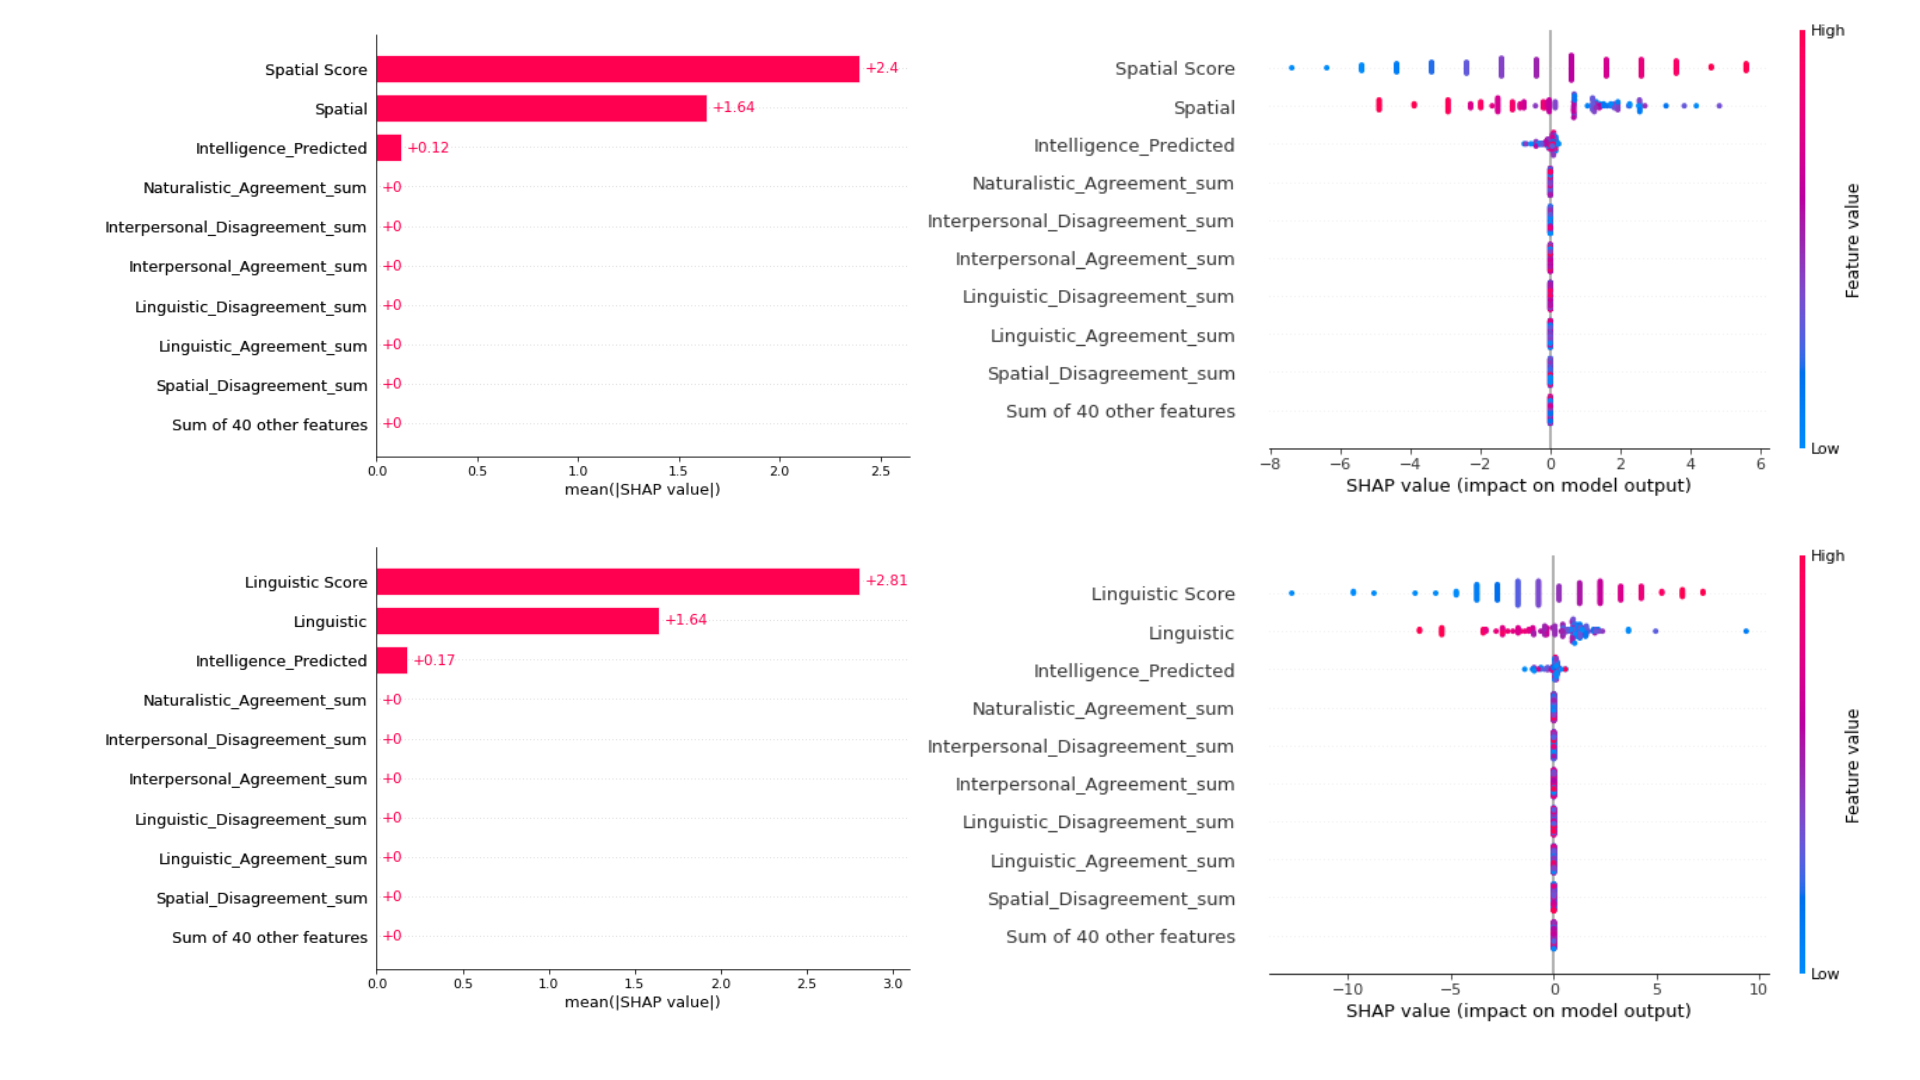 Spatial Score
+2.4
Spatial
+1.64
Intelligence_Predicted
+0.12
Naturalistic_Agreement_sum
+0
Interpersonal_Disagreement_sum
+0
Interpersonal_Agreement_sum
+0
Linguistic_Disagreement_sum
+0
Linguistic_Agreement_sum
+0
Spatial_Disagreement_sum
+0
Sum of 40 other features
+0
0.0 0.5 1.0 1.5 2.0 2.5
mean(|SHAP value|)
High
Spatial Score
Spatial
Intelligence_Predicted
Naturalistic_Agreement_sum
Interpersonal_Disagreement_sum
Interpersonal_Agreement_sum
Linguistic_Disagreement_sum
Linguistic_Agreement_sum
Spatial_Disagreement_sum
Sum of 40 other features
Feature value
Low
−8 −6 −4 −2 0 2 4 6
SHAP value (impact on model output)
Linguistic Score
+2.81
Linguistic
+1.64
Intelligence_Predicted
+0.17
Naturalistic_Agreement_sum
+0
Interpersonal_Disagreement_sum
+0
Interpersonal_Agreement_sum
+0
Linguistic_Disagreement_sum
+0
Linguistic_Agreement_sum
+0
Spatial_Disagreement_sum
+0
Sum of 40 other features
+0
0.0 0.5 1.0 1.5 2.0 2.5 3.0
mean(|SHAP value|)
High
Linguistic Score
Linguistic
Intelligence_Predicted
Naturalistic_Agreement_sum
Interpersonal_Disagreement_sum
Interpersonal_Agreement_sum
Linguistic_Disagreement_sum
Linguistic_Agreement_sum
Spatial_Disagreement_sum
Sum of 40 other features
Feature value
Low
−10 −5 0 5 10
SHAP value (impact on model output)